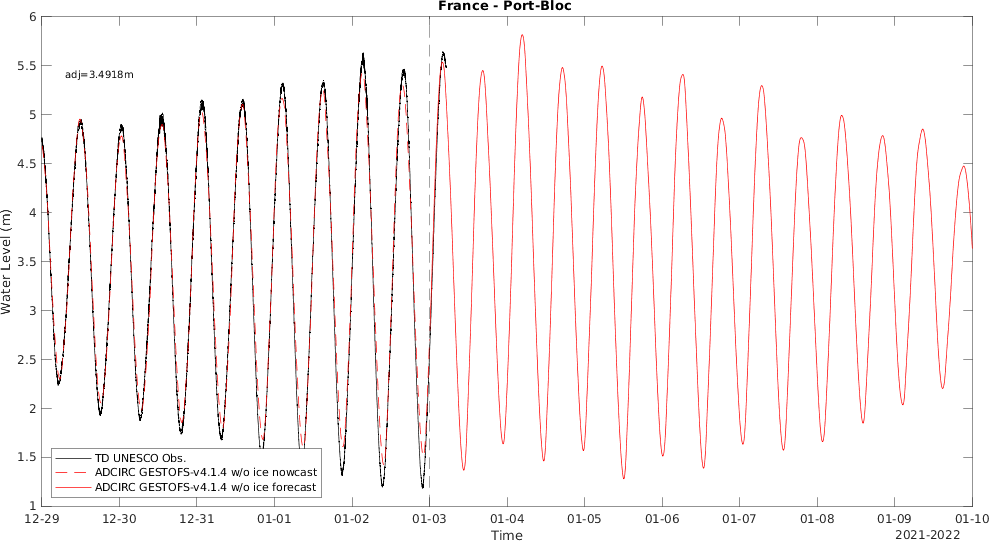 France - Port-Bloc
6
5.5
5
4.5
4
3.5
3
2.5
2
1.5
1
Water Level (m)
adj=3.4918m
TD UNESCO Obs.
ADCIRC GESTOFS-v4.1.4 w/o ice nowcast
ADCIRC GESTOFS-v4.1.4 w/o ice forecast
12-29 12-30 12-31 01-01 01-02 01-03 01-04 01-05 01-06 01-07 01-08 01-09 01-10
Time
2021-2022